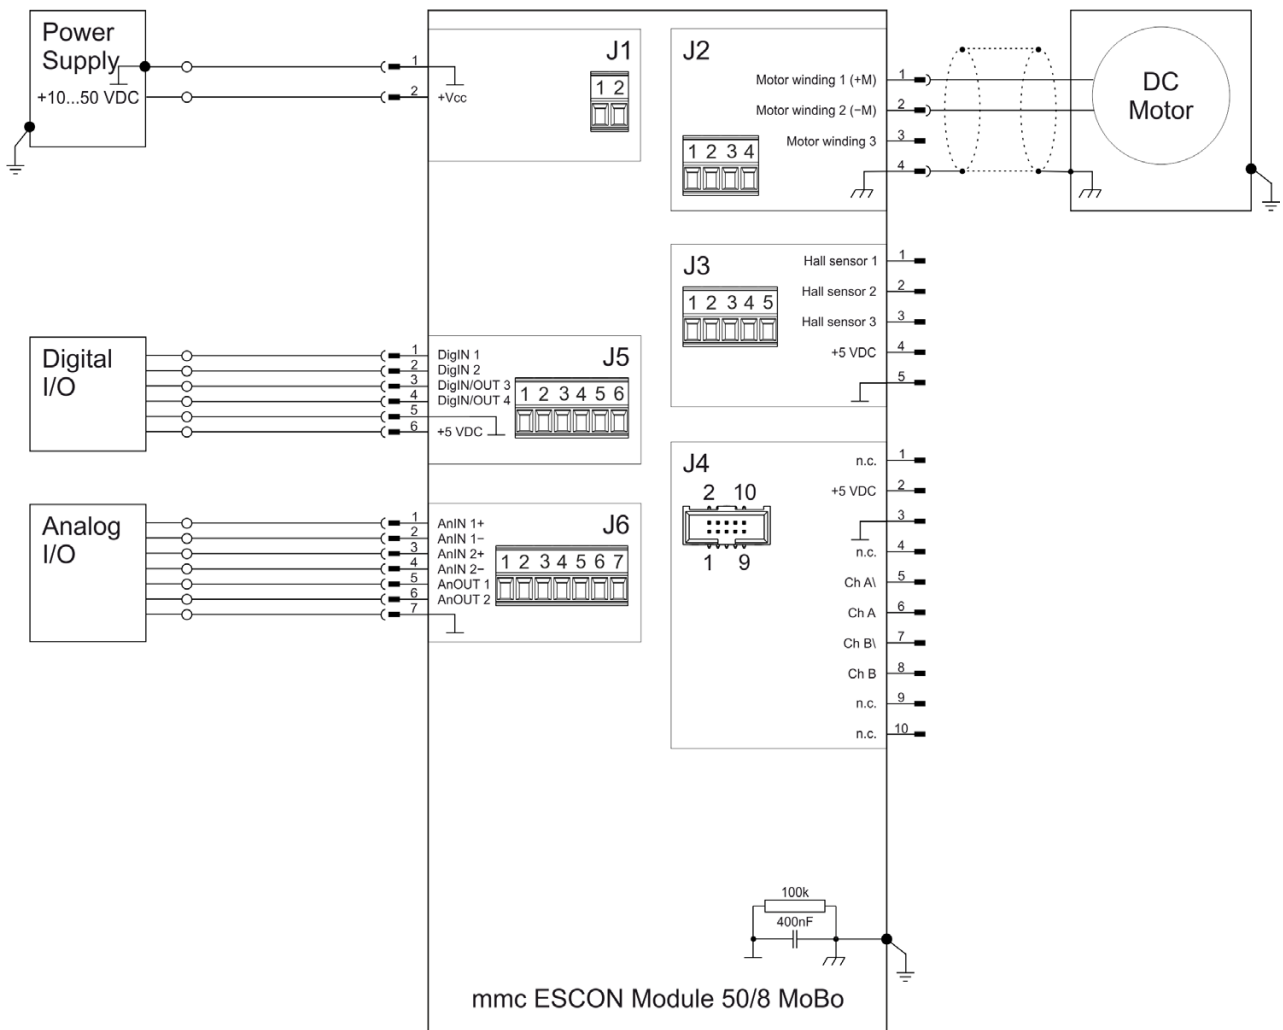 Power
Supply
+10...50 VDC
1
2
+Vcc
J1
1 2
J2
Motor winding 1 (+M)
1
Motor winding 2 (−M)
2
Motor winding 3
3
4
1 2 3 4
DC
Motor
J3
Hall sensor 1
1
Hall sensor 2
2
Hall sensor 3
3
+5 VDC
4
5
1 2 3 4 5
Digital
I/O
1
DigIN 1
2
DigIN 2
3
DigIN/OUT 3
4
DigIN/OUT 4
5
6
+5 VDC
J5
1 2 3 4 5 6
J4
2 10
1 9
n.c.
1
+5 VDC
2
3
n.c.
4
Ch A\
5
Ch A
6
Ch B\
7
Ch B
8
n.c.
9
n.c.
10
Analog
I/O
1
AnIN 1+
2
AnIN 1−
3
AnIN 2+
4
AnIN 2−
5
AnOUT 1
6
AnOUT 2
7
J6
1 2 3 4 5 6 7
100k
400nF
mmc ESCON Module 50/8 MoBo